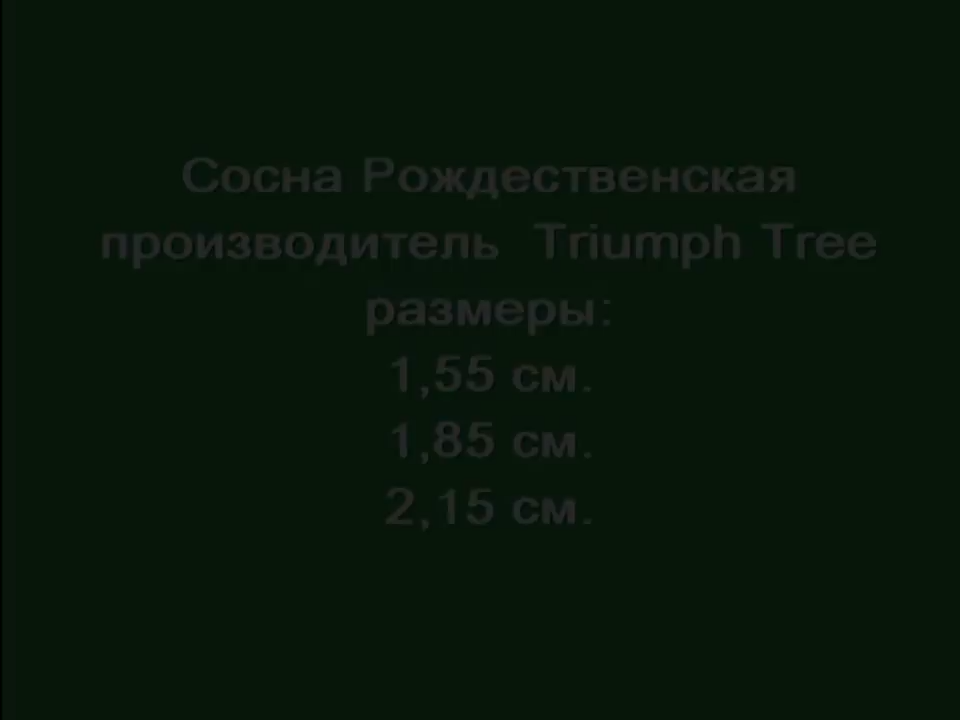 Сосна Рождественская
производитель Triumph Tree
размеры:
1,55 см.
1,85 см.
2,15 см.